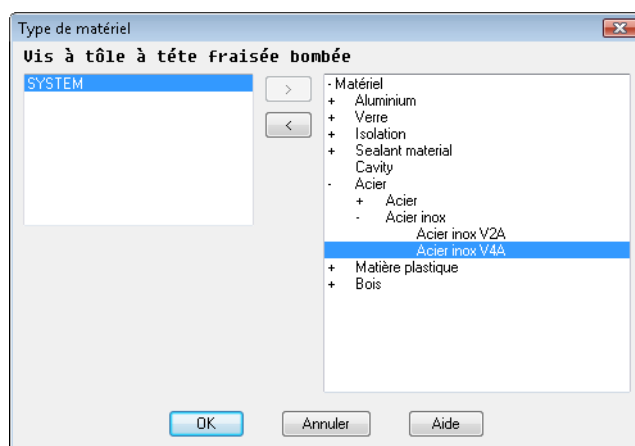 Type de matériel
Vis à tôle à téte fraisée bombée
SYSTEM
>
<
- Matériel
+ Aluminium
+ Verre
+ Isolation
+ Sealant material
Cavity
- Acier
+ Acier
- Acier inox
Acier inox V2A
Acier inox V4A
+ Matière plastique
+ Bois
OK
Annuler
Aide